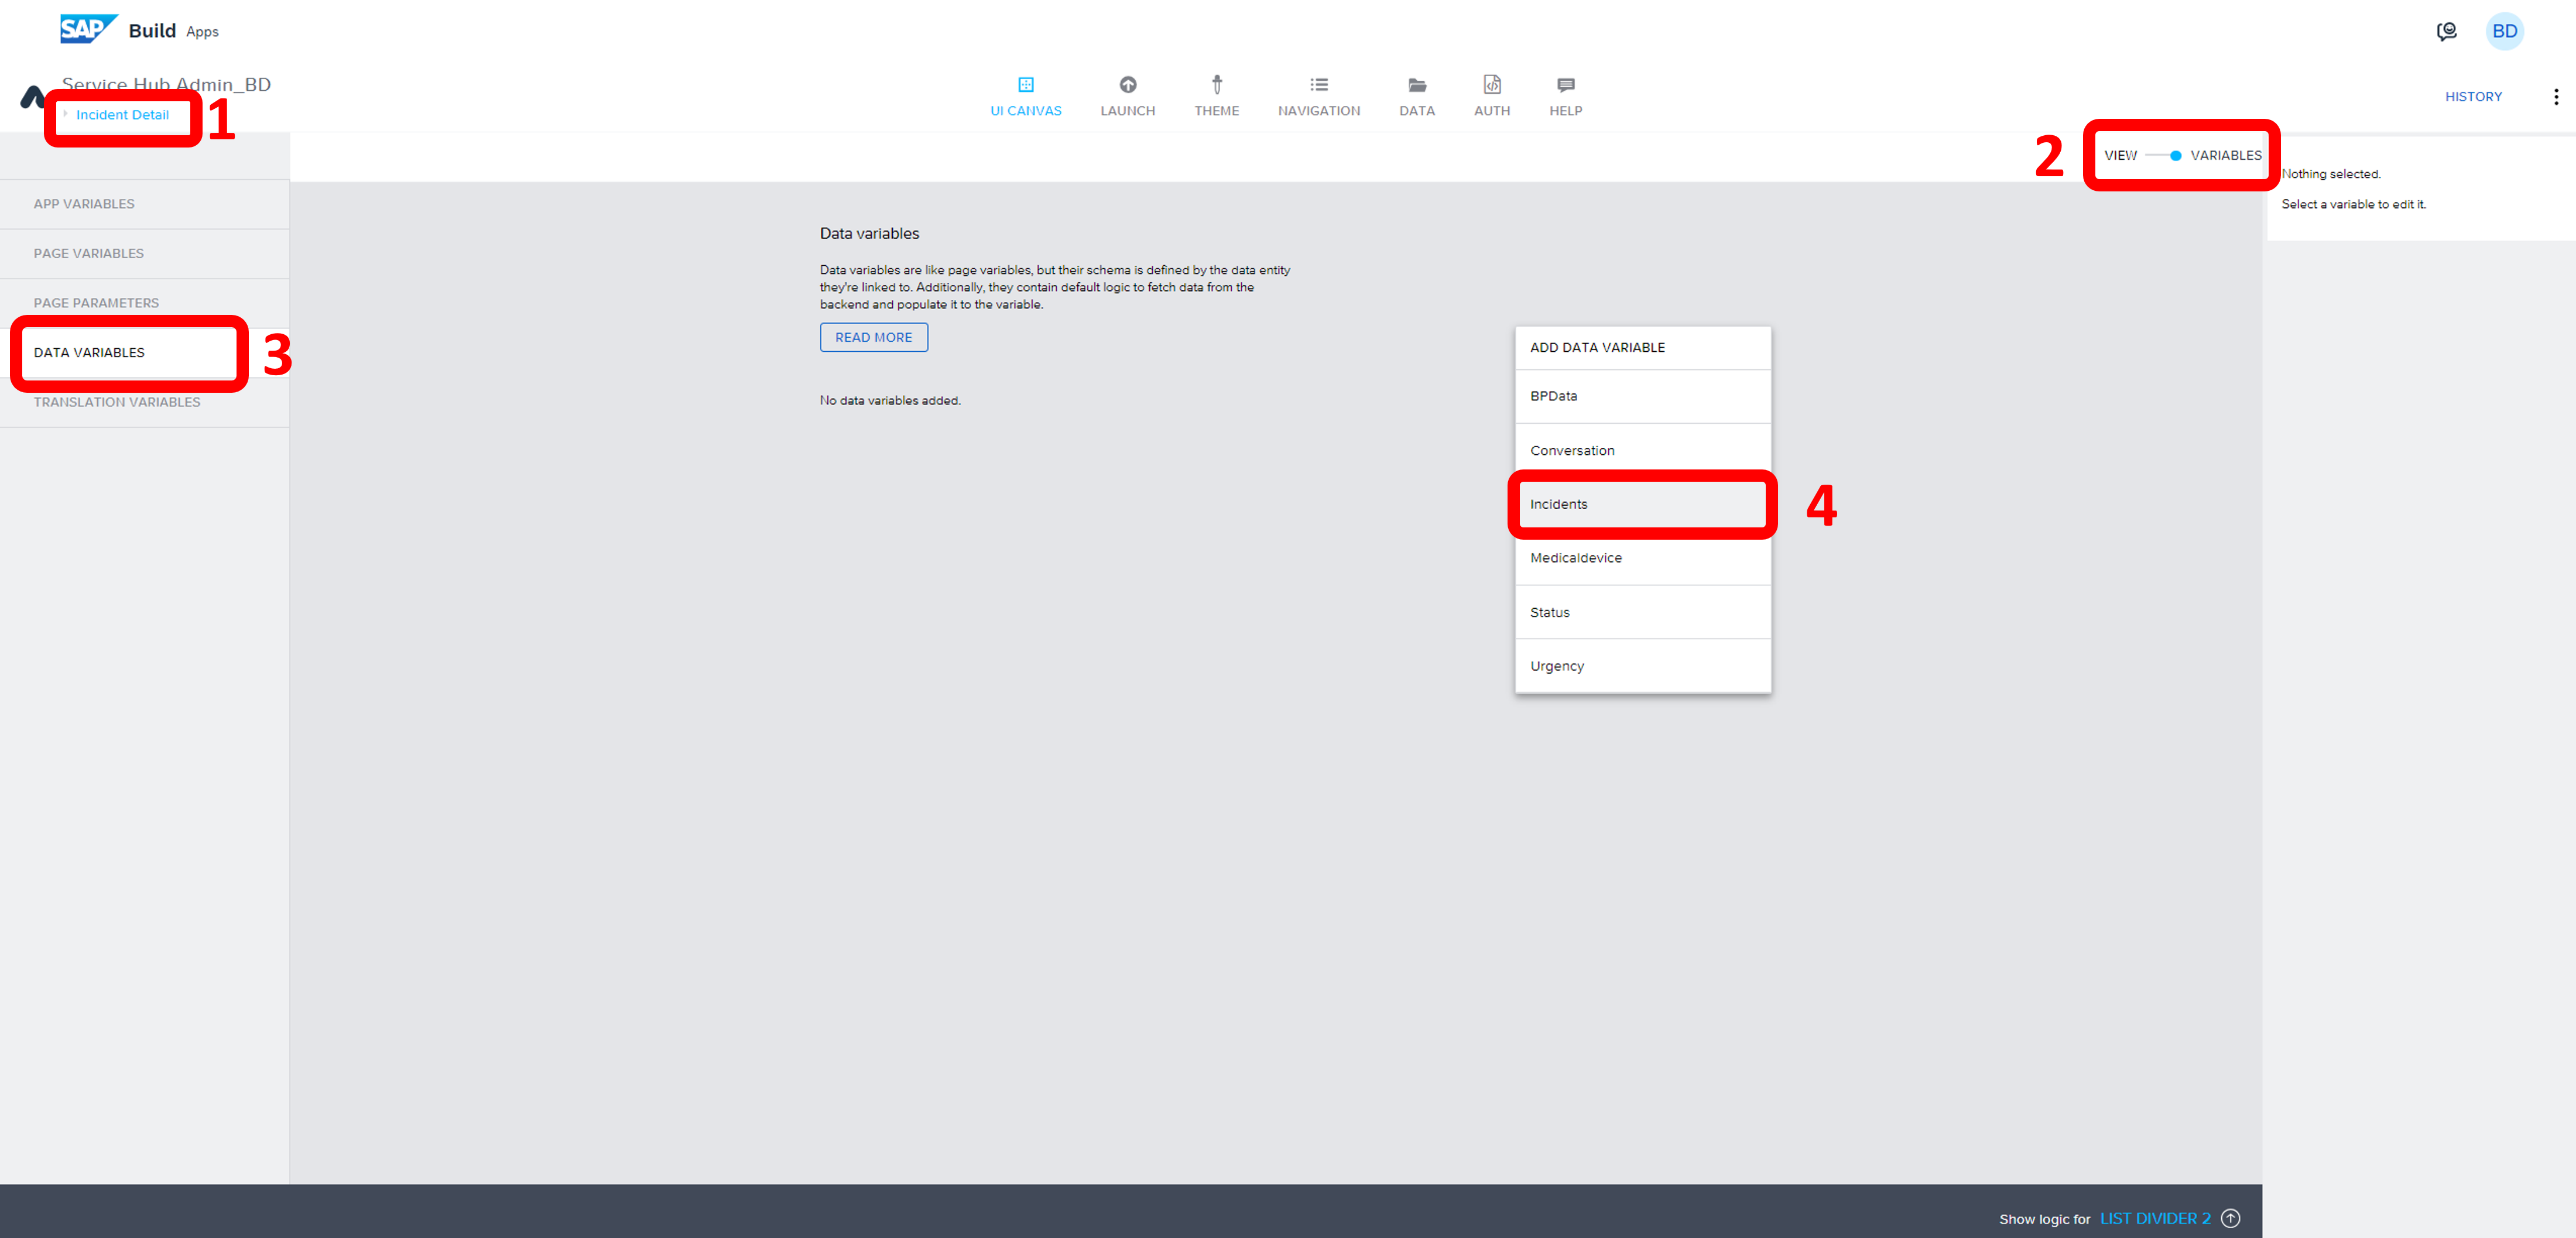 SAP Build Apps
BD
Service Hub Admin_BD
Incident Detail
1
UI CANVAS
LAUNCH
THEME
NAVIGATION
DATA
AUTH
HELP
HISTORY
2
VIEW
VARIABLES
Nothing selected.
Select a variable to edit it.
APP VARIABLES
PAGE VARIABLES
PAGE PARAMETERS
DATA VARIABLES
3
TRANSLATION VARIABLES
Data variables
Data variables are like page variables, but their schema is defined by the data entity
they're linked to. Additionally, they contain default logic to fetch data from the
backend and populate it to the variable.
READ MORE
No data variables added.
ADD DATA VARIABLE
BPData
Conversation
Incidents
4
Medicaldevice
Status
Urgency
Show logic for LIST DIVIDER 2